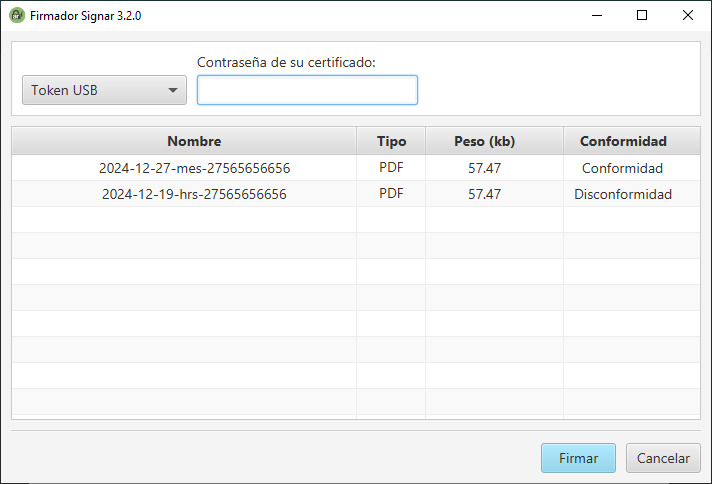 Firmador Signar 3.2.0
Contraseña de su certificado:
Token USB
Nombre Tipo Peso (kb) Conformidad
2024-12-27-mes-27565656656 PDF 57.47 Conformidad
2024-12-19-hrs-27565656656 PDF 57.47 Disconformidad
Firmar Cancelar